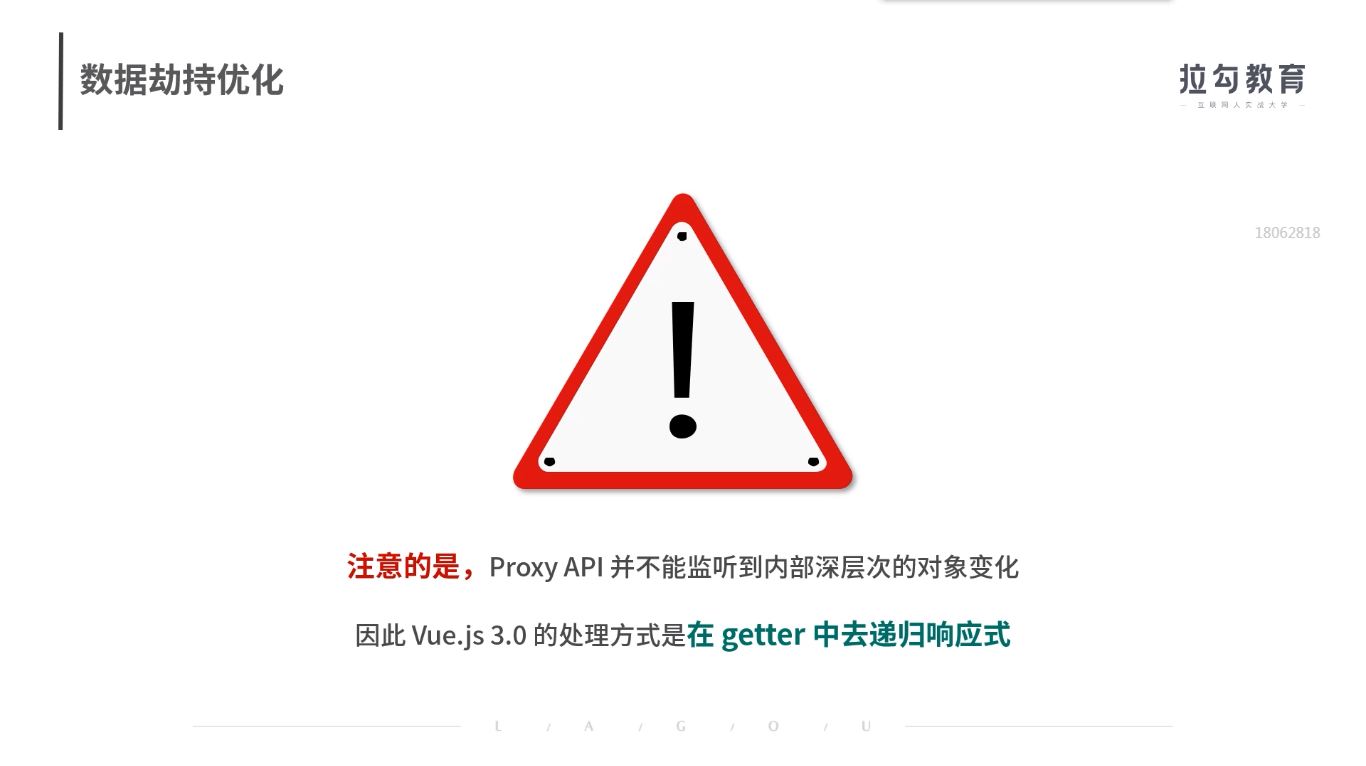 数据劫持优化
拉勾教育
互联网人实战大学
18062818
注意的是，Proxy API 并不能监听到内部深层次的对象变化
因此 Vue.js 3.0 的处理方式是在 getter 中去递归响应式
L / A / G / O / U